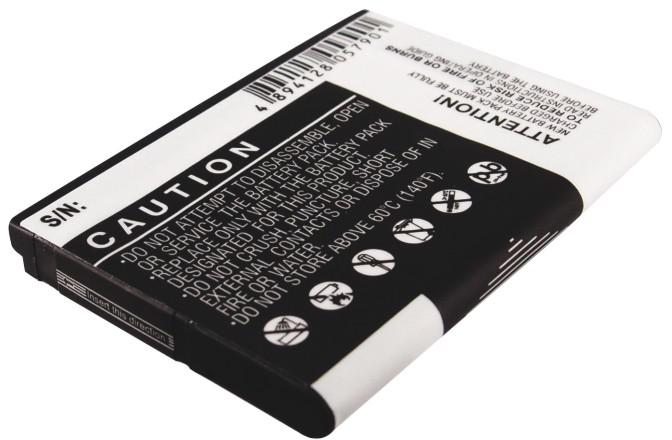 S/N:
4 894128 057901
CAUTION
•DO NOT ATTEMPT TO DISASSEMBLE, OPEN
OR SERVICE THE BATTERY PACK.
•BATTERY PACK ONLY WITH THE BATTERY PACK
DESIGNATED FOR THIS PRODUCT.
•DO NOT CRUSH, PUNCTURE, SHORT
EXTERNAL CONTACTS OR DISPOSE OF IN
FIRE OF WATER.
•DO NOT STORE ABOVE 60°C (140°F).
Pb
ATTENTION!
NEW BATTERY PACK MUST BE FULLY
CHARGED BEFORE USE.
TO REDUCE RISK OF FIRE OR BURNS
READ INSTRUCTIONS IN OPERATING GUIDE
BEFORE USING THE BATTERY.
Insert this direction